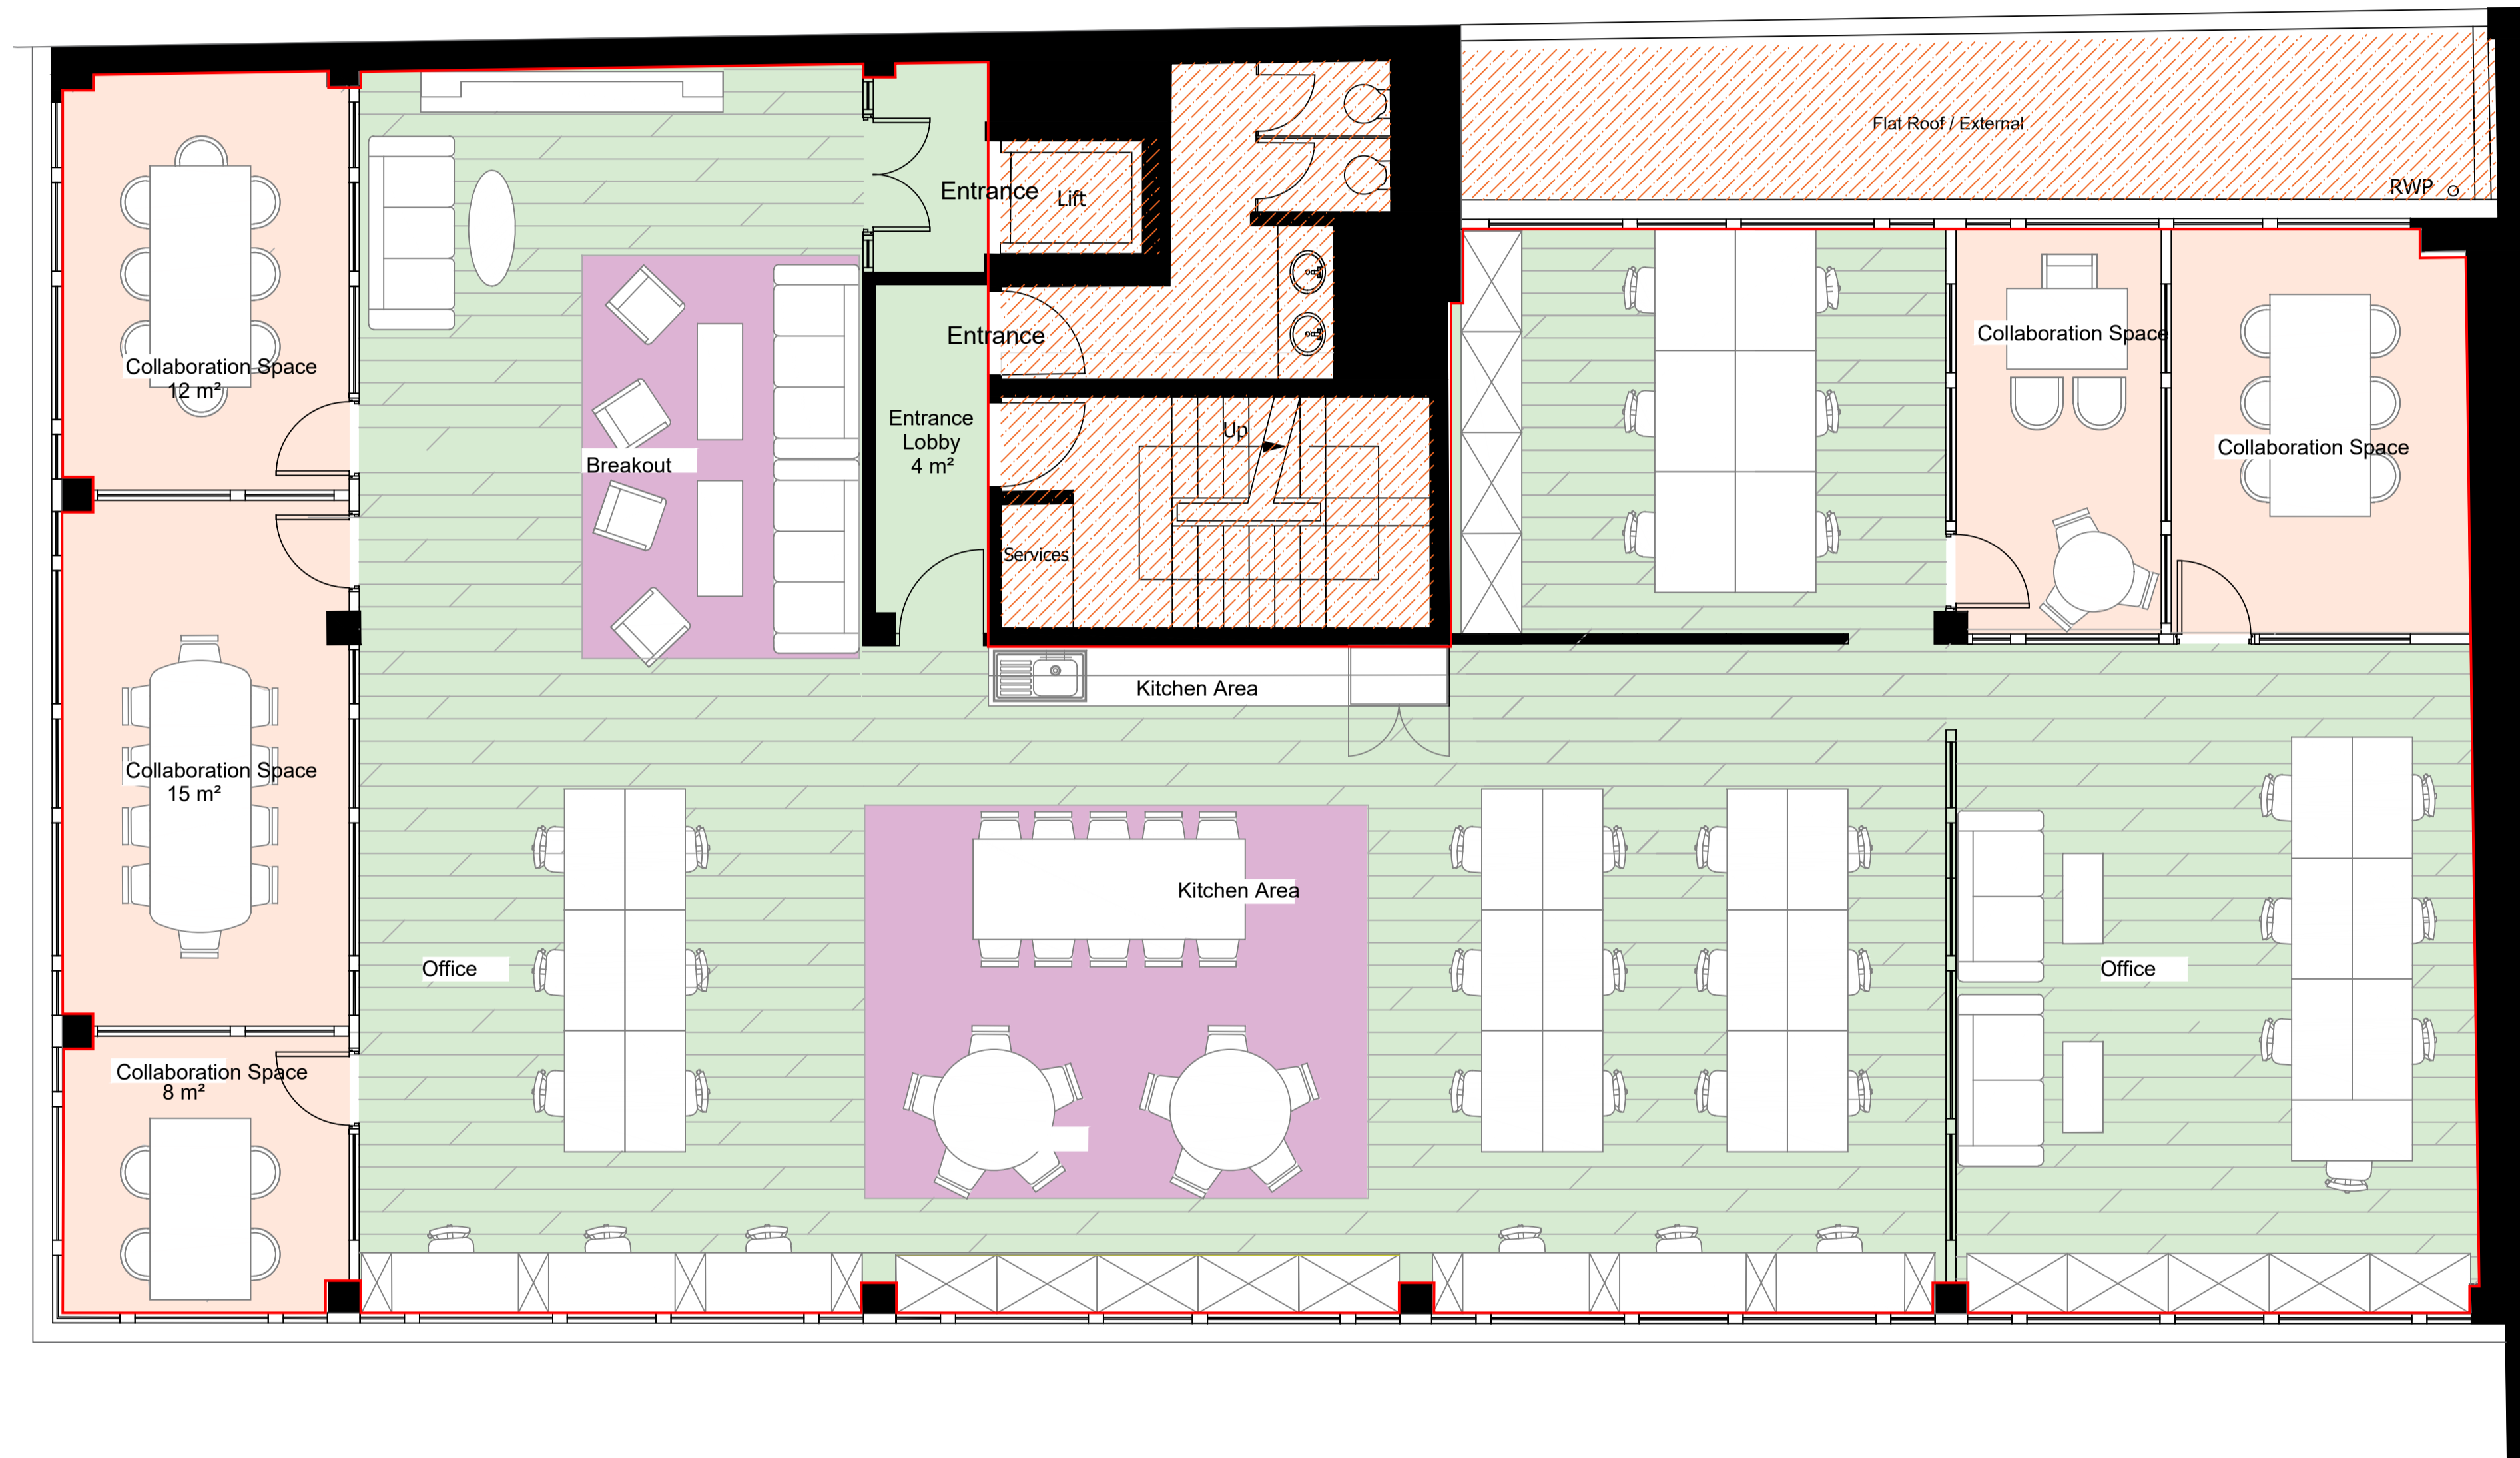 Flat Roof / External
RWP
Entrance
Lift
Entrance
Collaboration Space
12 m²
Collaboration Space
Entrance
Lobby
4 m²
Up
Breakout
Collaboration Space
Services
Kitchen Area
Collaboration Space
15 m²
Kitchen Area
Office
Office
Collaboration Space
8 m²